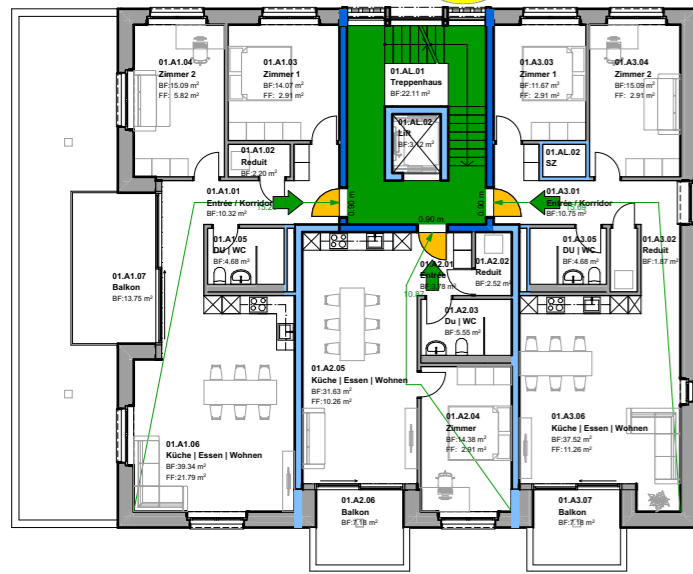 01.A1.04
Zimmer 2
BF:15.09 m²
FF: 5.82 m²
01.A1.03
Zimmer 1
BF:14.07 m²
FF: 2.91 m²
01.AL.01
Treppenhaus
BF:22.11 m²
01.A3.03
Zimmer 1
BF:11.67 m²
FF: 2.91 m²
01.A3.04
Zimmer 2
BF:15.09 m²
FF: 2.91 m²
01.AL.02
Lift
01.A1.02
Reduit
BF:2.20 m²
01.AL.02
SZ
01.A1.01
Entrée / Korridor
BF:10.32 m²
0.90 m
0.90 m
0.90 m
01.A3.01
Entrée / Korridor
BF:10.75 m²
01.A1.05
DU | WC
BF:4.68 m²
01.A3.05
DU | WC
BF:4.68 m²
01.A3.02
Reduit
BF:1.87 m²
01.A1.07
Balkon
BF:13.75 m²
01.A2.01
Entrée
BF:3.78 m²
01.A2.02
Reduit
BF:2.52 m²
10.87
01.A2.03
Du | WC
BF:5.55 m²
01.A2.05
Küche | Essen | Wohnen
BF:31.63 m²
FF:10.26 m²
01.A2.04
Zimmer
BF:14.38 m²
FF: 2.91 m²
01.A3.06
Küche | Essen | Wohnen
BF:37.52 m²
FF:11.26 m²
01.A1.06
Küche | Essen | Wohnen
BF:39.34 m²
FF:21.79 m²
01.A2.06
Balkon
BF:7.18 m²
01.A3.07
Balkon
BF:7.18 m²